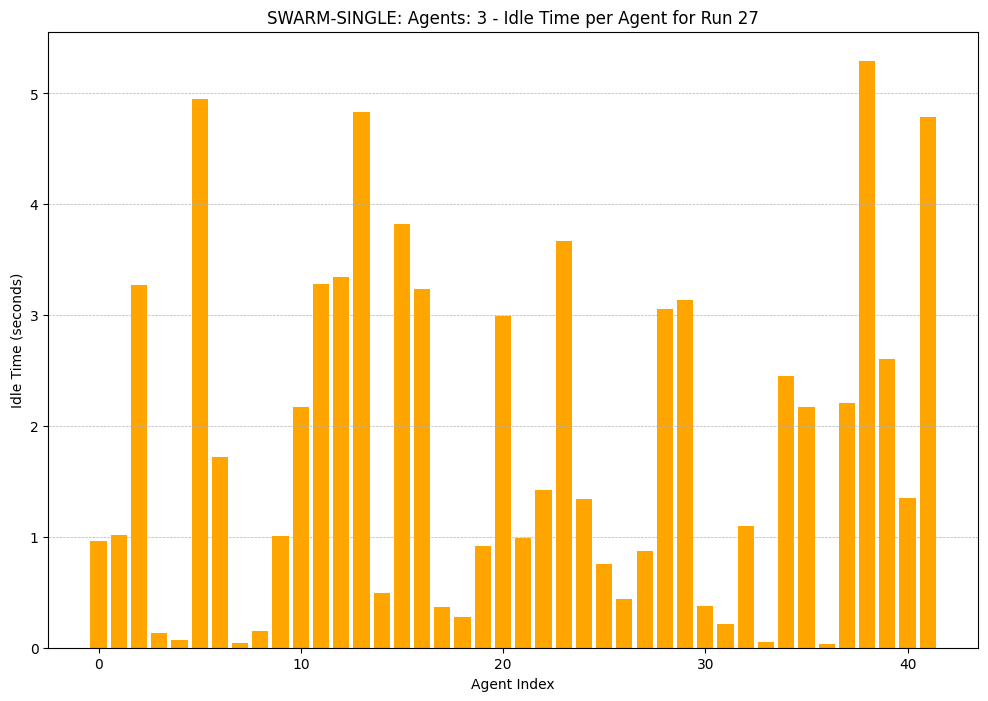 SWARM-SINGLE: Agents: 3 - Idle Time per Agent for Run 27
Idle Time (seconds)
5
4
3
2
1
0
0 10 20 30 40
Agent Index